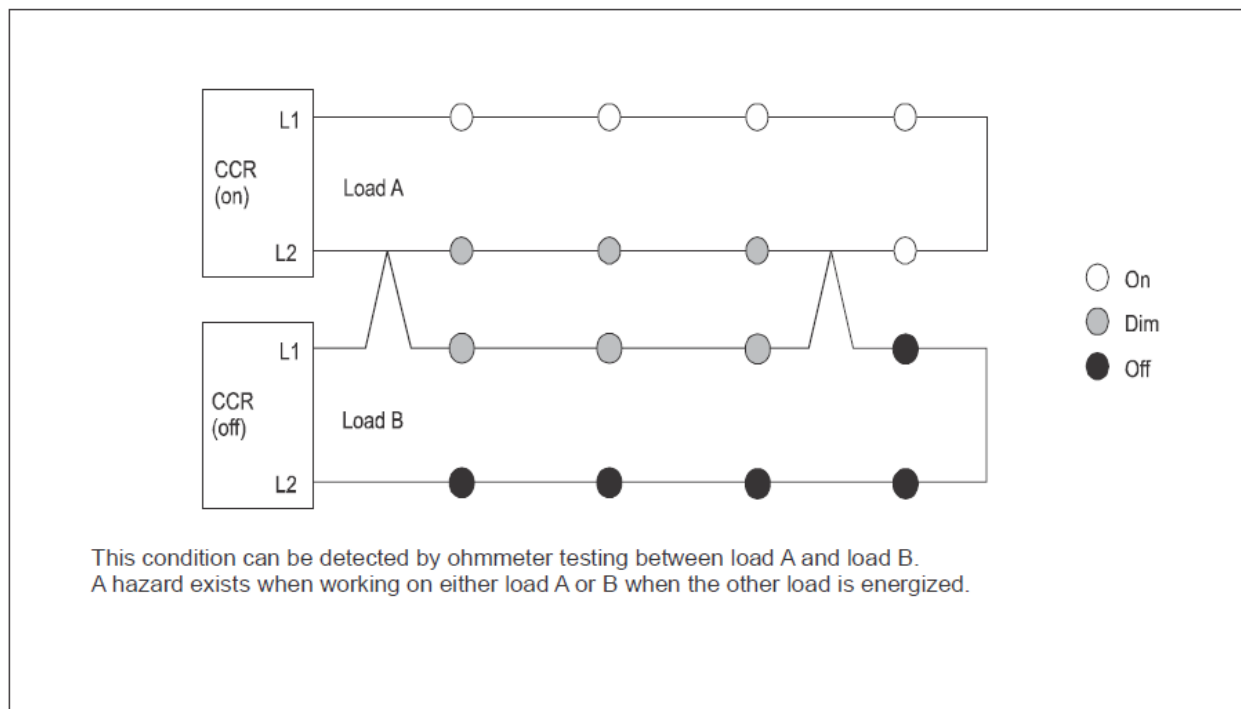 L1
CCR
(on)
Load A
L2
On
Dim
Off
L1
CCR
(off)
Load B
L2
This condition can be detected by ohmmeter testing between load A and load B.
A hazard exists when working on either load A or B when the other load is energized.